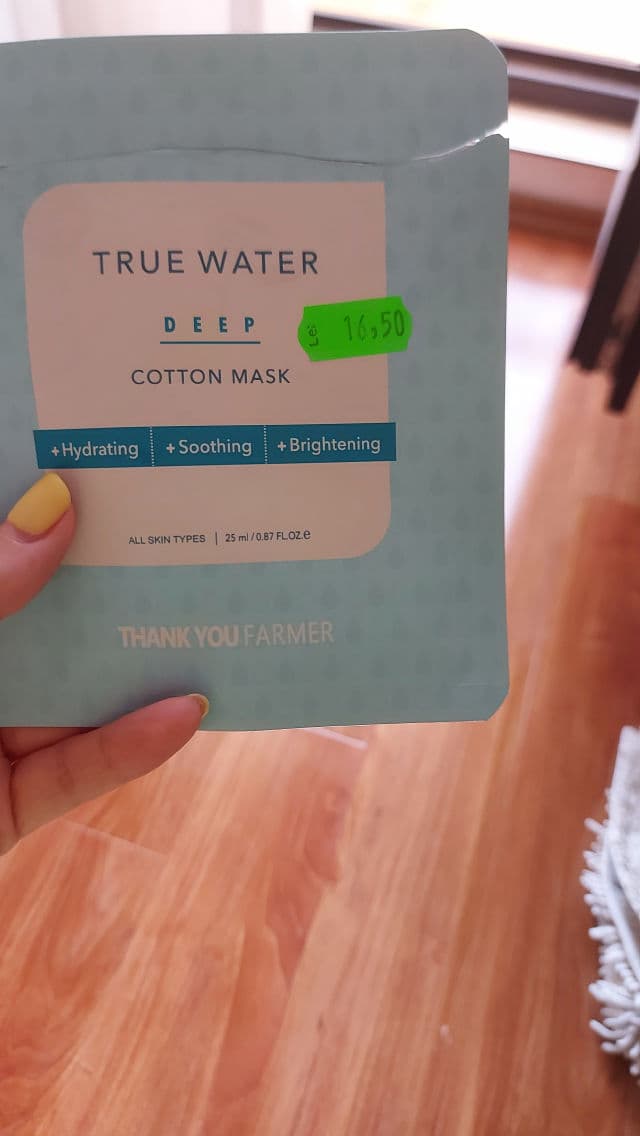 TRUE WATER
DEEP
Lei 16,50
COTTON MASK
+Hydrating +Soothing +Brightening
ALL SKIN TYPES | 25 ml / 0.87 FL.OZ.e
THANK YOU FARMER